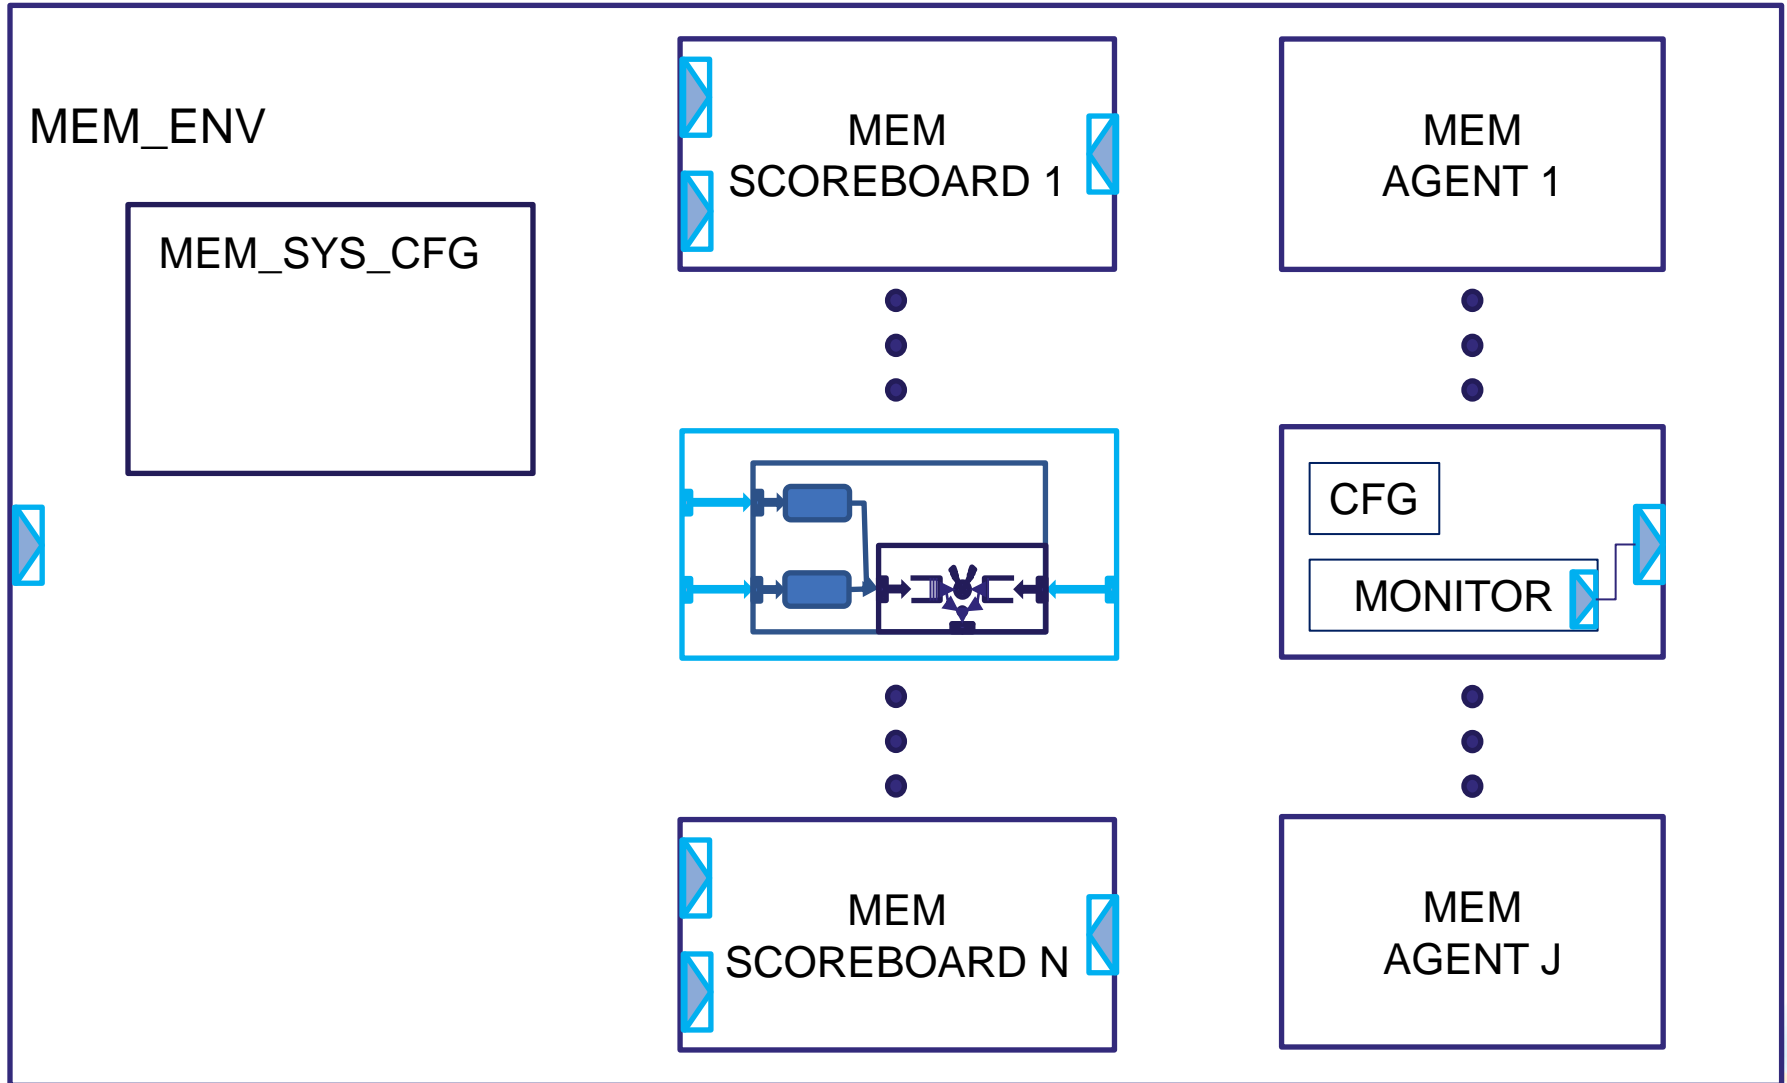 MEM_ENV
MEM_SYS_CFG
MEM
SCOREBOARD 1
MEM
AGENT 1
CFG
MONITOR
MEM
SCOREBOARD N
MEM
AGENT J